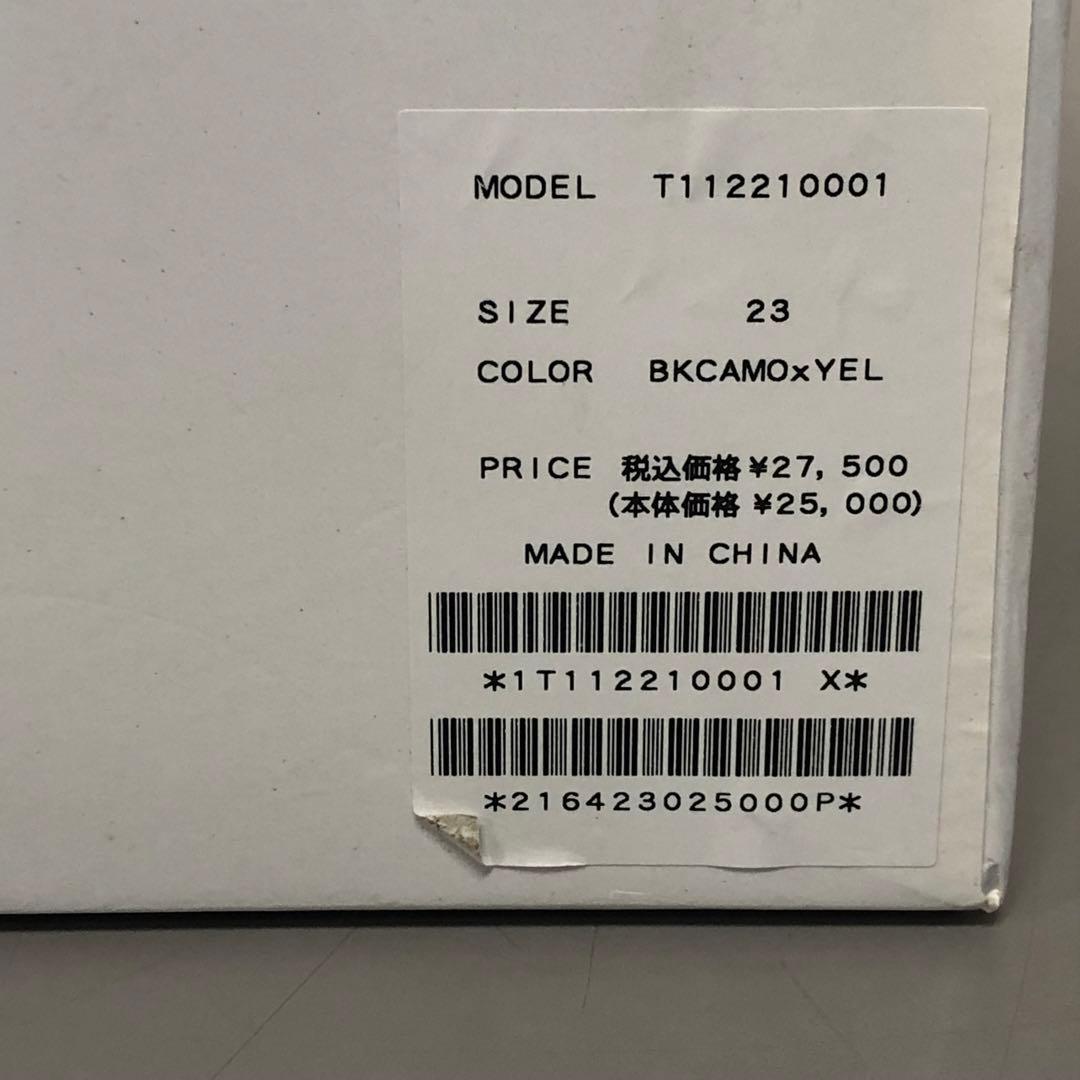 MODEL T112210001
SIZE 23
COLOR BKCAMOxYEL
PRICE 税込価格¥27,500
(本体価格 ¥25,000)
MADE IN CHINA
*1T112210001 X*
*216423025000P*